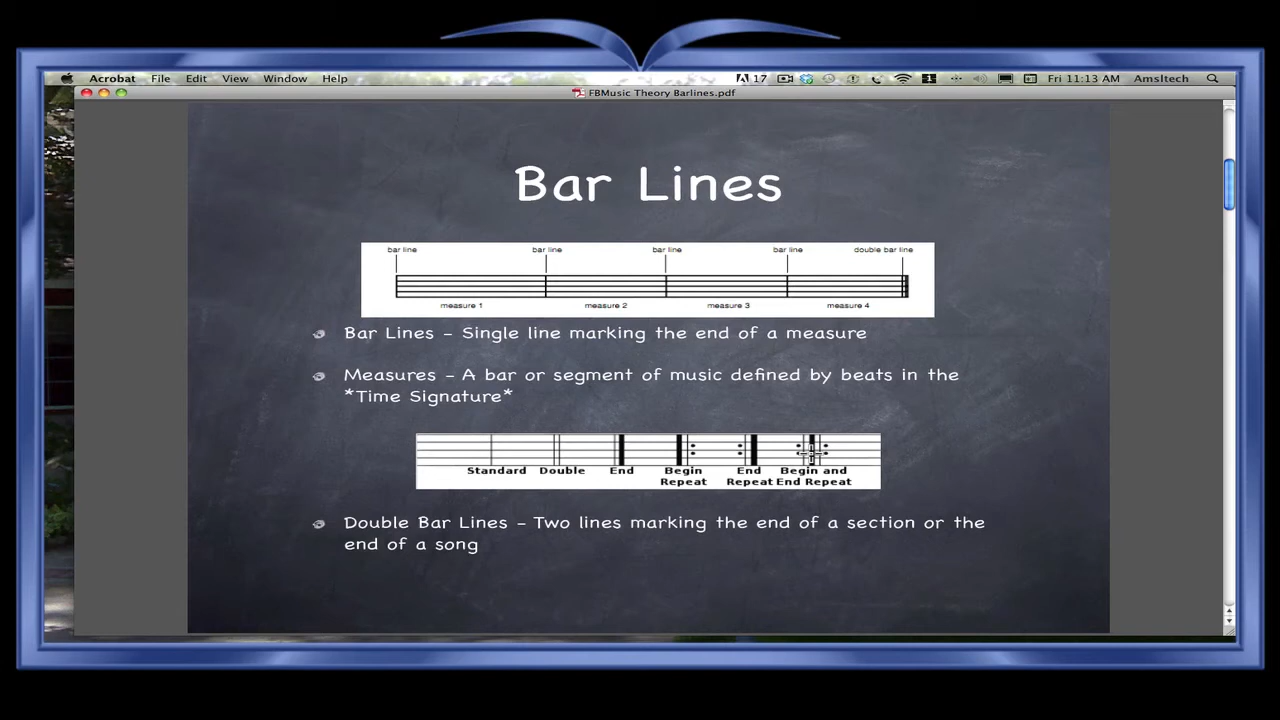 Acrobat File Edit View Window Help 17 Fri 11:13 AM Amsltech
FBMusic Theory Barlines.pdf
Bar Lines
bar line bar line bar line bar line double bar line
measure 1 measure 2 measure 3 measure 4
Bar Lines – Single line marking the end of a measure
Measures – A bar or segment of music defined by beats in the
*Time Signature*
Standard Double End Begin End Begin and
Repeat Repeat End Repeat
Double Bar Lines – Two lines marking the end of a section or the
end of a song